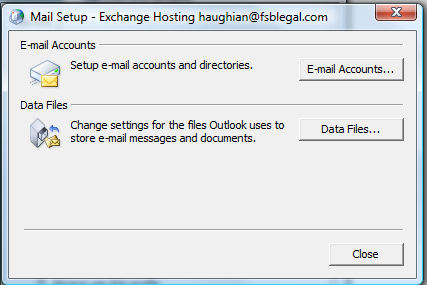 Mail Setup - Exchange Hosting haughian@fsblegal.com
E-mail Accounts
Setup e-mail accounts and directories.
E-mail Accounts...
Data Files
Change settings for the files Outlook uses to
store e-mail messages and documents.
Data Files...
Close